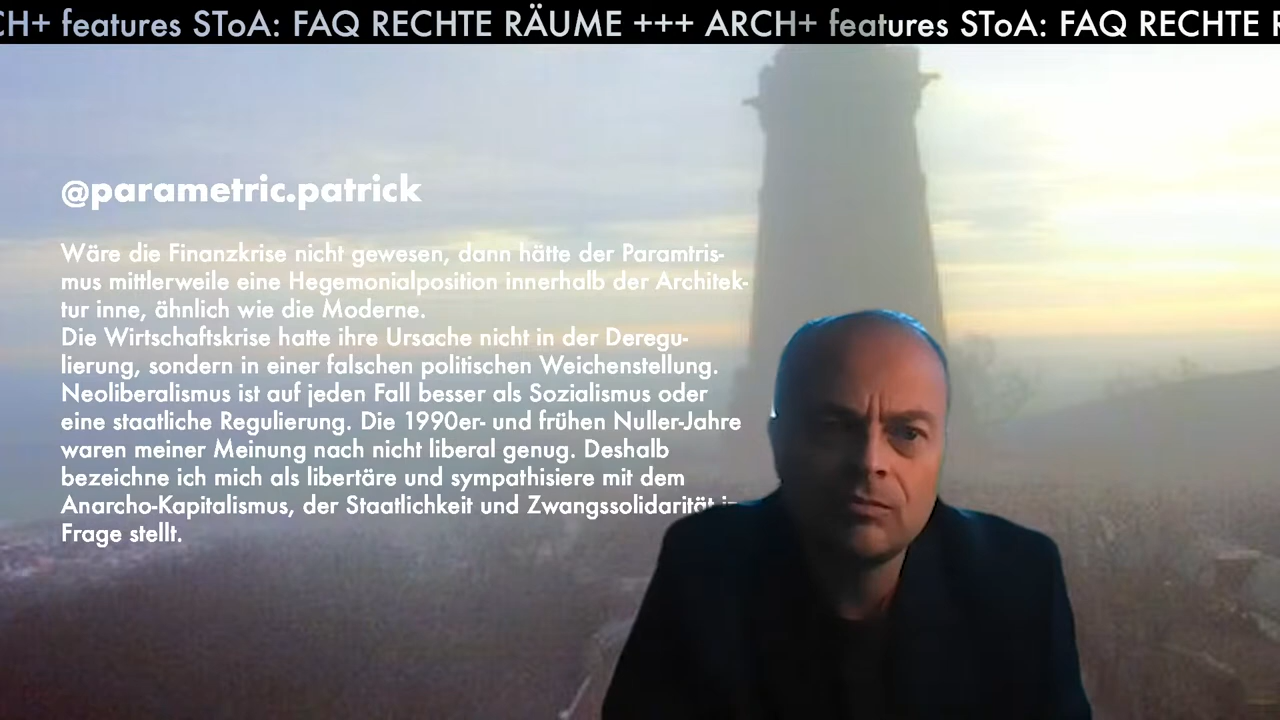 CH+ features SToA: FAQ RECHTE RÄUME +++ ARCH+ features SToA: FAQ RECHTE R
@parametric.patrick
Wäre die Finanzkrise nicht gewesen, dann hätte der Paramtris-
mus mittlerweile eine Hegemonialposition innerhalb der Architek-
tur inne, ähnlich wie die Moderne.
Die Wirtschaftskrise hatte ihre Ursache nicht in der Deregu-
lierung, sondern in einer falschen politischen Weichenstellung.
Neoliberalismus ist auf jeden Fall besser als Sozialismus oder
eine staatliche Regulierung. Die 1990er- und frühen Nuller-Jahre
waren meiner Meinung nach nicht liberal genug. Deshalb
bezeichne ich mich als libertäre und sympathisiere mit dem
Anarcho-Kapitalismus, der Staatlichkeit und Zwangssolidarität in
Frage stellt.